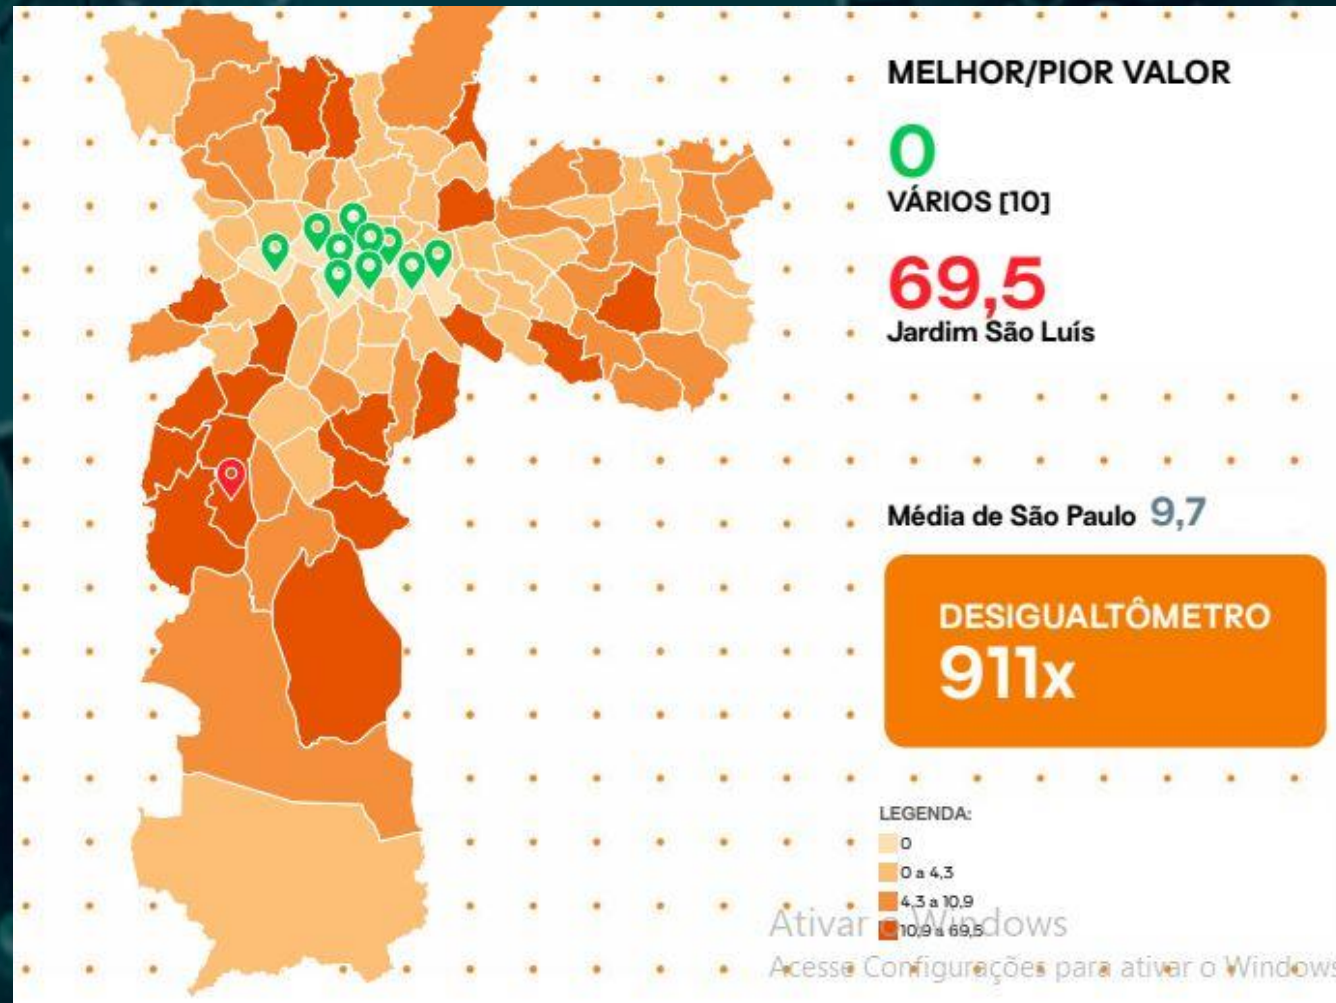 MELHOR/PIOR VALOR
0
VÁRIOS [10]
69,5
Jardim São Luís
Média de São Paulo 9,7
DESIGUALTÔMETRO
911x
LEGENDA:
0
0 a 4,3
4,3 a 10,9
10,9 a 69,5
Ativar o Windows
Acesse Configurações para ativar o Windows